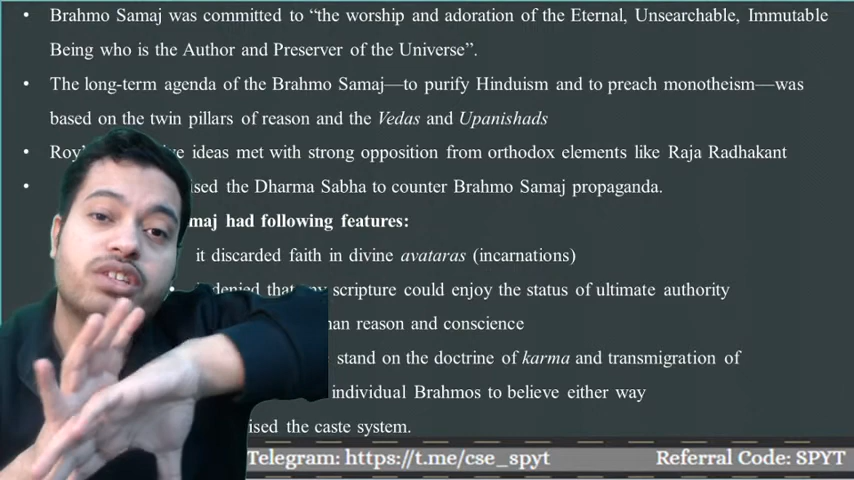 • Brahmo Samaj was committed to “the worship and adoration of the Eternal, Unsearchable, Immutable
Being who is the Author and Preserver of the Universe”.
• The long-term agenda of the Brahmo Samaj—to purify Hinduism and to preach monotheism—was
based on the twin pillars of reason and the Vedas and Upanishads
• ideas met with strong opposition from orthodox elements like Raja Radhakant
• the Dharma Sabha to counter Brahmo Samaj propaganda.
had following features:
it discarded faith in divine avataras (incarnations)
• denied that scripture could enjoy the status of ultimate authority
reason and conscience
stand on the doctrine of karma and transmigration of
individual Brahmos to believe either way
the caste system.
Telegram: https://t.me/cse_spyt Referral Code: SPYT